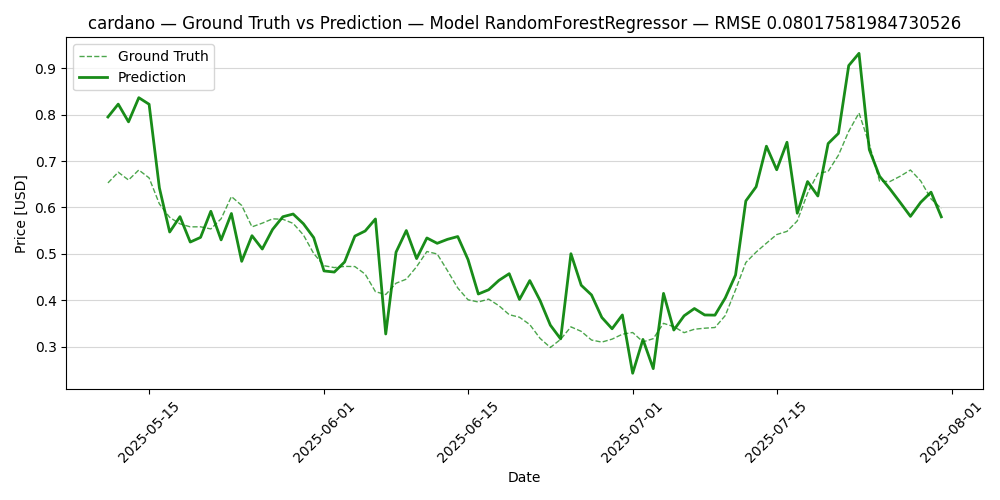 cardano — Ground Truth vs Prediction — Model RandomForestRegressor — RMSE 0.08017581984730526
Ground Truth
Prediction
Price [USD]
0.9
0.8
0.7
0.6
0.5
0.4
0.3
2025-05-15
2025-06-01
2025-06-15
2025-07-01
2025-07-15
2025-08-01
Date